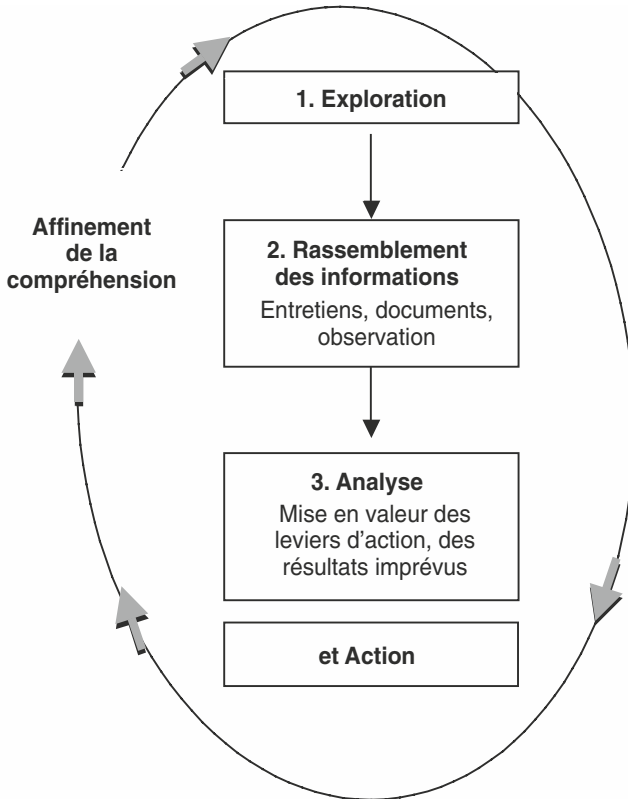 1. Exploration
Affinement
de la
compréhension
2. Rassemblement
des informations
Entretiens, documents,
observation
3. Analyse
Mise en valeur des
leviers d’action, des
résultats imprévus
et Action